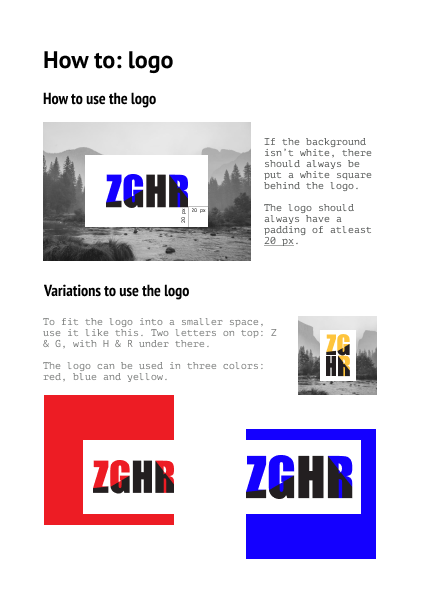 How to: logo
How to use the logo
ZGHR
20 px
20 px
If the background
isn't white, there
should always be
put a white square
behind the logo.
The logo should
always have a
padding of atleast
20 px.
Variations to use the logo
To fit the logo into a smaller space,
use it like this. Two letters on top: Z
& G, with H & R under there.
The logo can be used in three colors:
red, blue and yellow.
ZG
HR
ZGHR
ZGHR